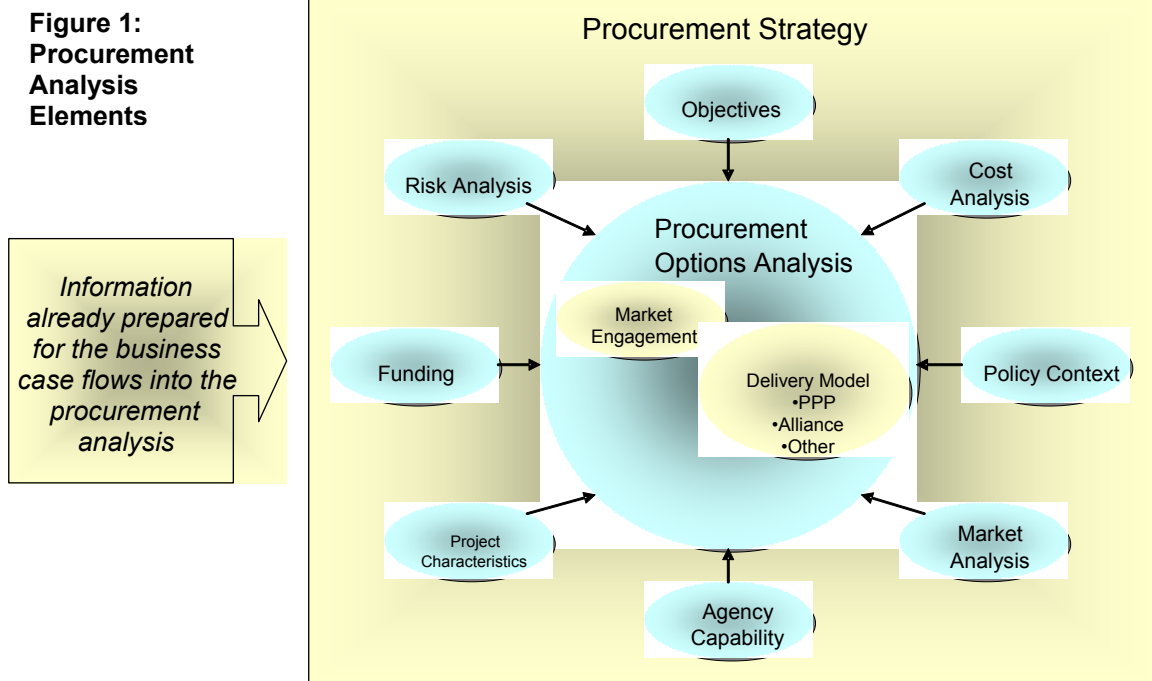 Figure 1:
Procurement
Analysis
Elements
Procurement Strategy
Objectives
Risk Analysis
Cost
Analysis
Procurement
Options Analysis
Information
already prepared
for the business
case flows into the
procurement
analysis
Market
Engagement
Funding
Delivery Model
•PPP
•Alliance
•Other
Policy Context
Project
Characteristics
Market
Analysis
Agency
Capability